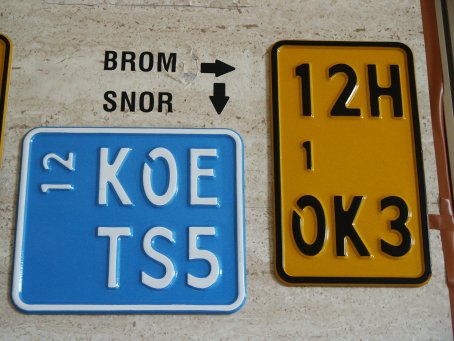 BROM →
SNOR ↓
12
KOE
TS5
12H
1
OK3